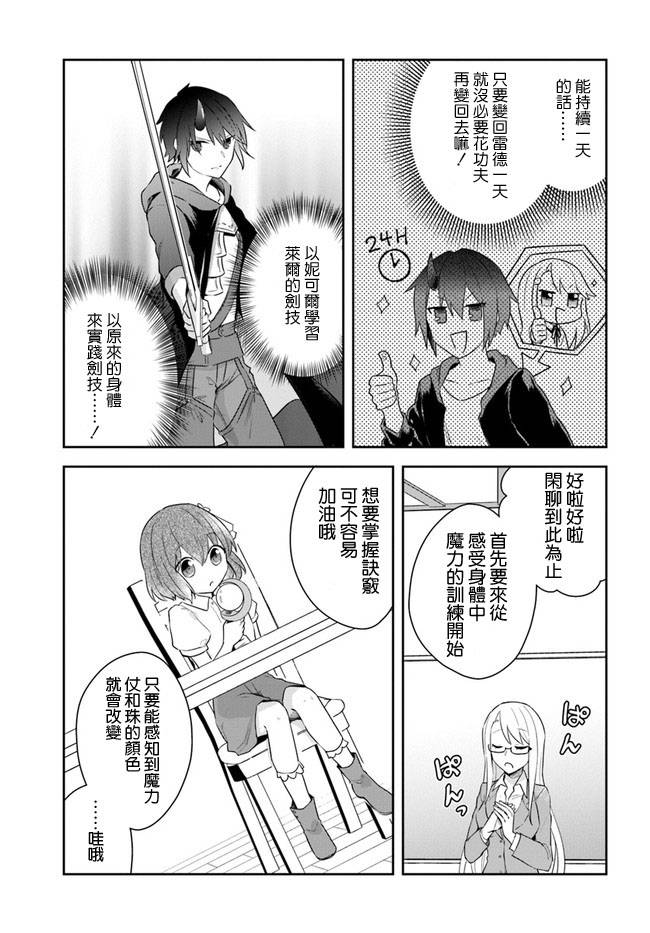 能持續一天
的話……
只要變回雷德一天
就沒必要花功夫
再變回去嘛！
24H
以妮可爾學習
萊爾的劍技
以原來的身體
來實踐劍技……！
好啦好啦
閑聊到此為止
首先要來從
感受身體中
魔力的訓練開始
ぱん
ぱんっ
想要掌握訣竅
可不容易
加油哦
只要能感知到魔力
仗和珠的顏色
就會改變
……哇哦